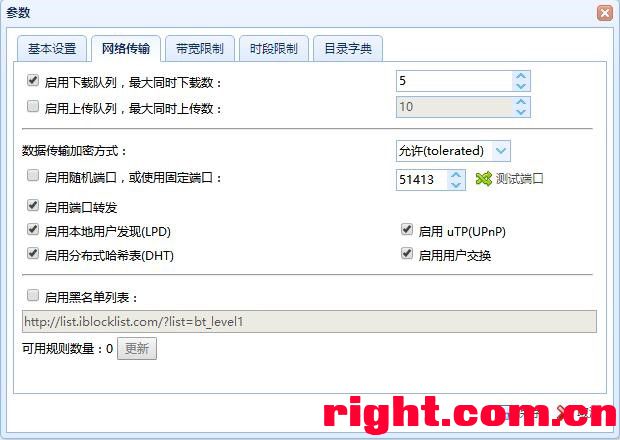 参数
基本设置 网络传输 带宽限制 时段限制 目录字典
启用下载队列，最大同时下载数： 5
启用上传队列，最大同时上传数： 10
数据传输加密方式： 允许(tolerated)
启用随机端口，或使用固定端口： 51413 测试端口
启用端口转发
启用本地用户发现(LPD) 启用 uTP(UPnP)
启用分布式哈希表(DHT) 启用用户交换
启用黑名单列表：
http://list.iblocklist.com/?list=bt_level1
可用规则数量：0 更新
right.com.cn